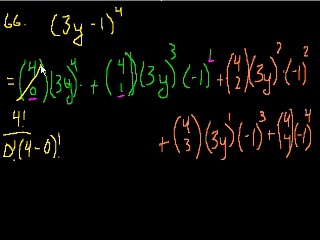 66. (3y - 1)^4
= (4 0)(3y)^4 · + (4 1)(3y)^3 (-1)^1 + (4 2)(3y)^2 · (-1)^2
+ (4 3)(3y)^1 (-1)^3 + (4 4)(-1)^4
4!
0!(4-0)!